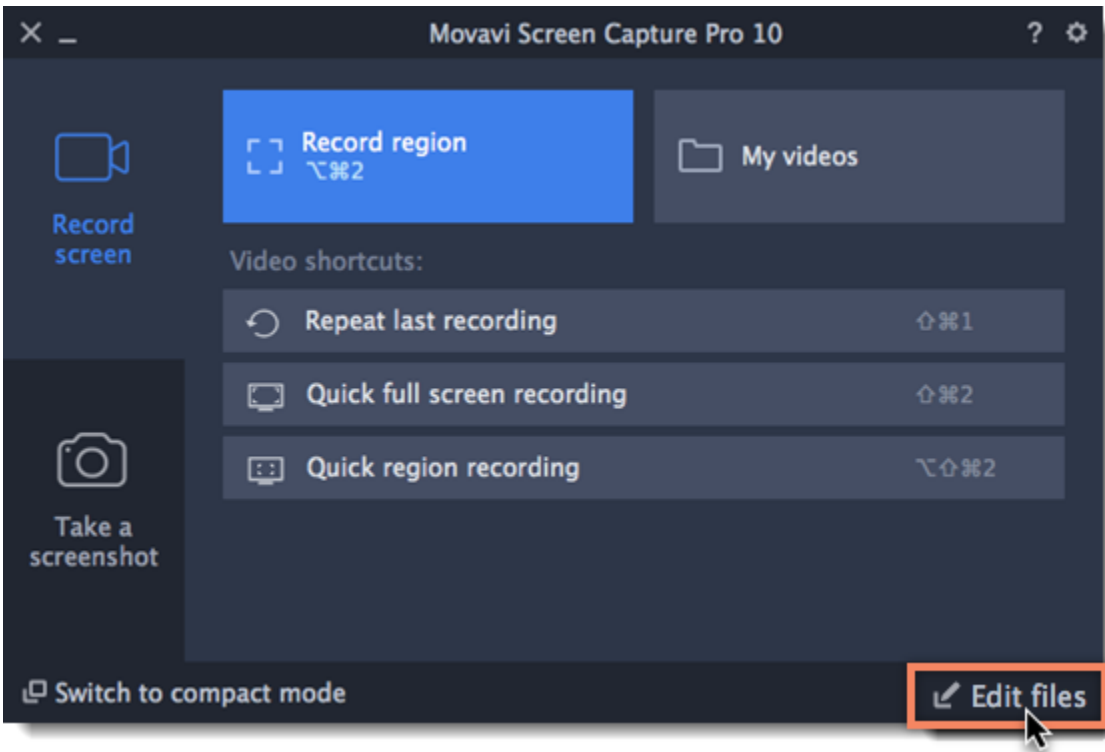 Movavi Screen Capture Pro 10
?
Record region
⌥⌘2
My videos
Record
screen
Video shortcuts:
Repeat last recording ⇧⌘1
Quick full screen recording ⇧⌘2
Quick region recording ⌥⇧⌘2
Take a
screenshot
Switch to compact mode
Edit files